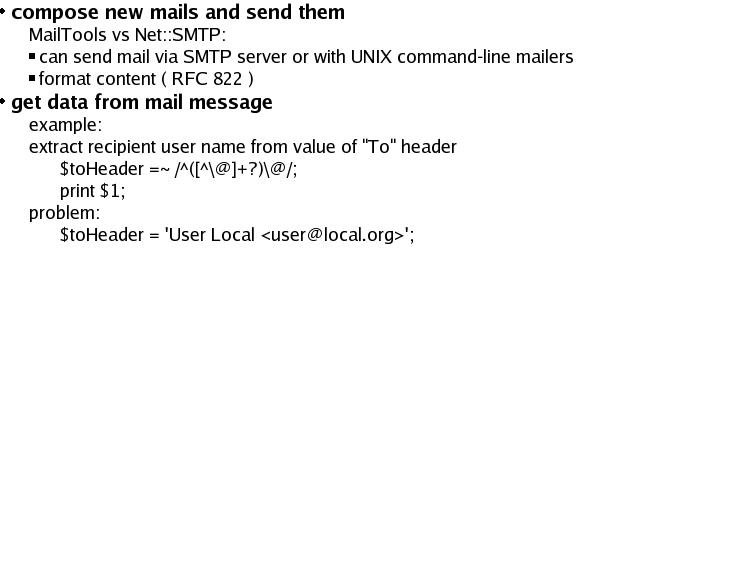 • compose new mails and send them
MailTools vs Net::SMTP:
▪ can send mail via SMTP server or with UNIX command-line mailers
▪ format content ( RFC 822 )
• get data from mail message
example:
extract recipient user name from value of "To" header
$toHeader =~ /^([^\@]+?)\@/;
print $1;
problem:
$toHeader = 'User Local <user@local.org>';